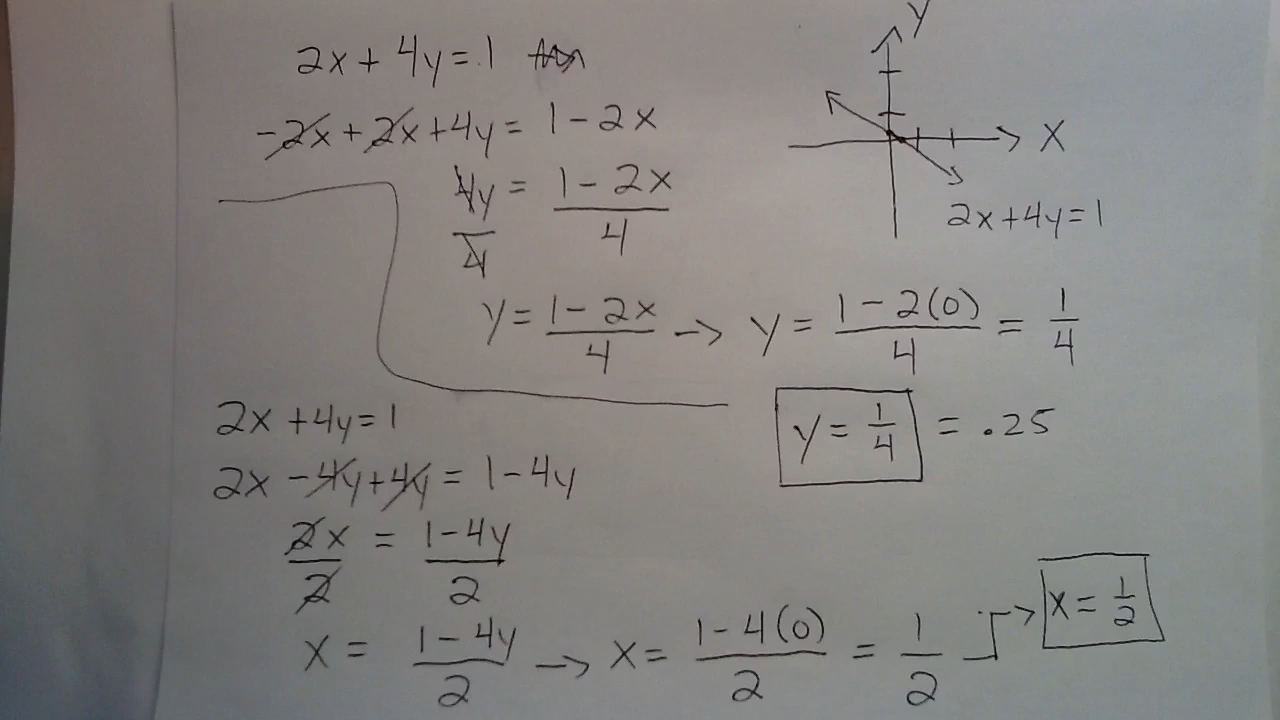 2x + 4y = 1
-2x + 2x + 4y = 1 - 2x
4y/4 = (1 - 2x)/4
y = (1 - 2x)/4 → y = (1 - 2(0))/4 = 1/4
y = 1/4 = .25
Y
X
2x + 4y = 1
2x + 4y = 1
2x - 4y + 4y = 1 - 4y
2x/2 = (1 - 4y)/2
x = (1 - 4y)/2 → x = (1 - 4(0))/2 = 1/2 → x = 1/2